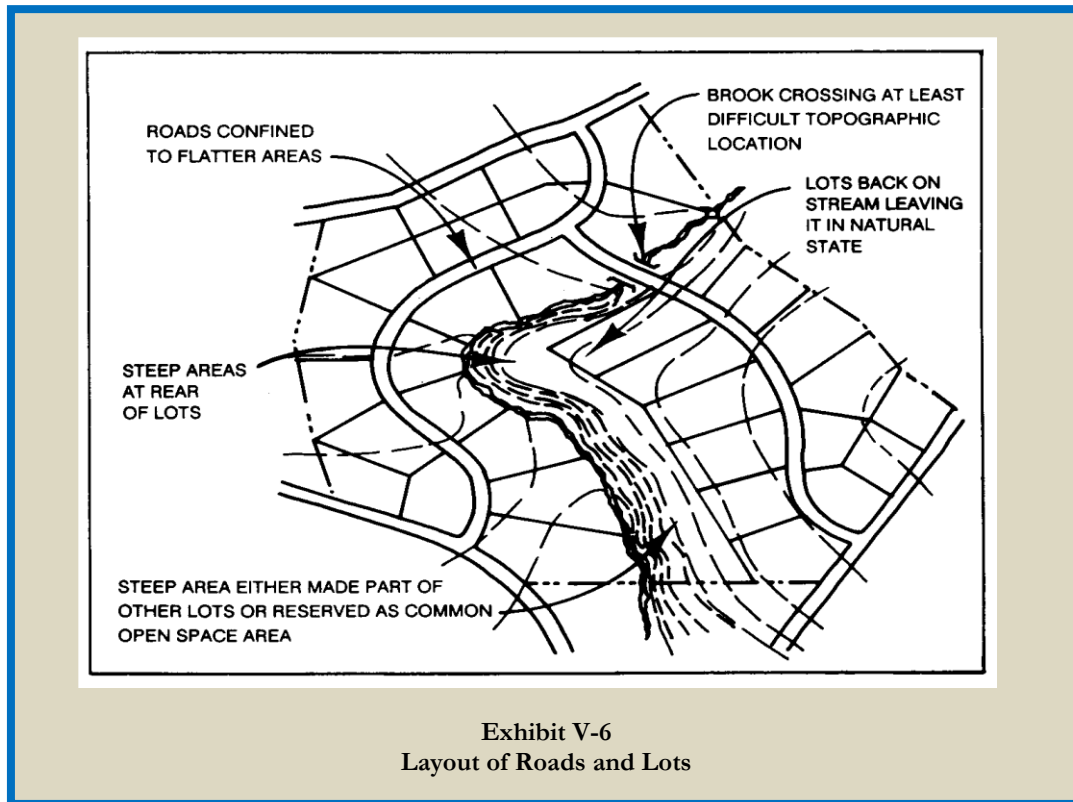 ROADS CONFINED
TO FLATTER AREAS
BROOK CROSSING AT LEAST
DIFFICULT TOPOGRAPHIC
LOCATION
LOTS BACK ON
STREAM LEAVING
IT IN NATURAL
STATE
STEEP AREAS
AT REAR
OF LOTS
STEEP AREA EITHER MADE PART OF
OTHER LOTS OR RESERVED AS COMMON
OPEN SPACE AREA
Exhibit V-6
Layout of Roads and Lots